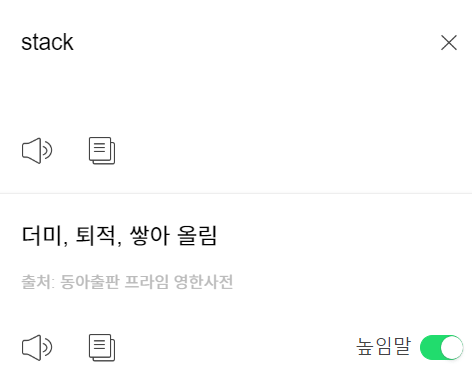 stack
더미, 퇴적, 쌓아 올림
출처: 동아출판 프라임 영한사전
높임말